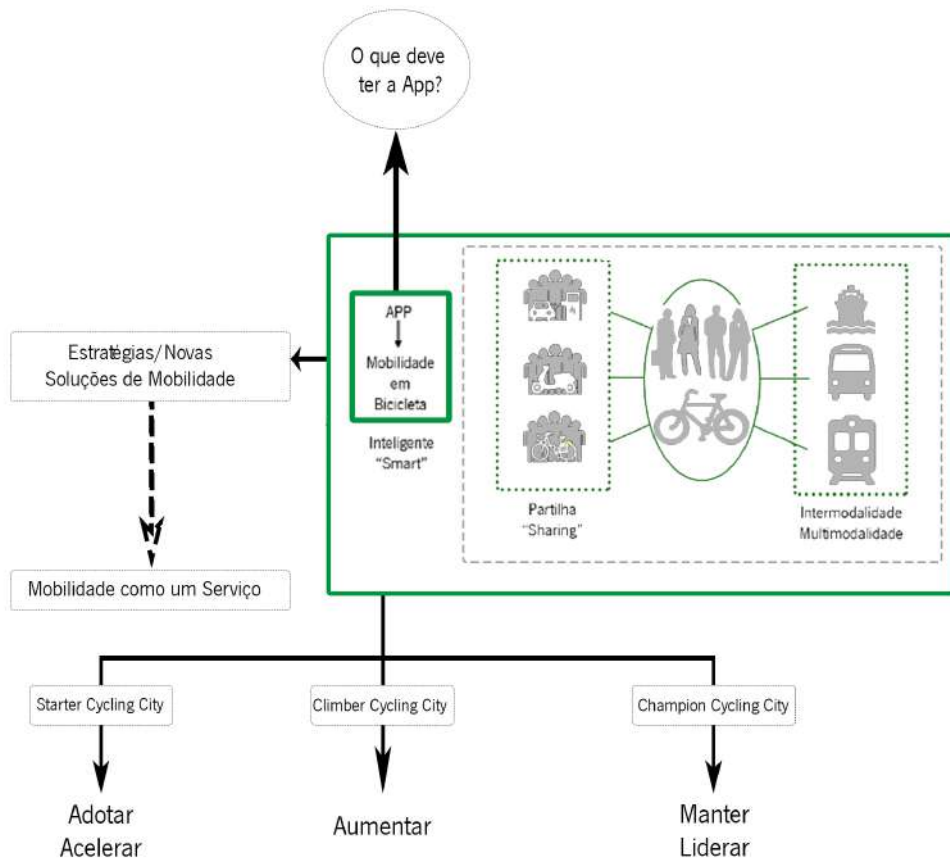 O que deve
ter a App?
APP
Mobilidade
em
Bicicleta
Inteligente
“Smart”
Estratégias/Novas
Soluções de Mobilidade
Partilha
“Sharing”
Intermodalidade
Multimodalidade
Mobilidade como um Serviço
Starter Cycling City
Climber Cycling City
Champion Cycling City
Adotar
Acelerar
Aumentar
Manter
Liderar